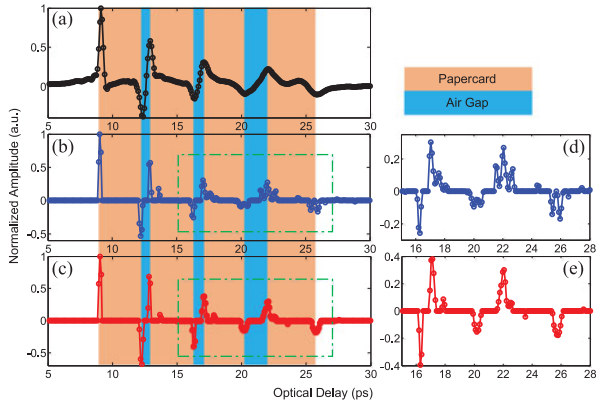 (a)
1
0.5
0
5 10 15 20 25 30
(b)
1
0.5
0
-0.5
5 10 15 20 25 30
(c)
1
0.5
0
-0.5
5 10 15 20 25 30
Normalized Amplitude (a.u.)
Optical Delay (ps)
Papercard
Air Gap
(d)
0.2
0
-0.2
16 18 20 22 24 26 28
(e)
0.4
0.2
0
-0.2
-0.4
16 18 20 22 24 26 28